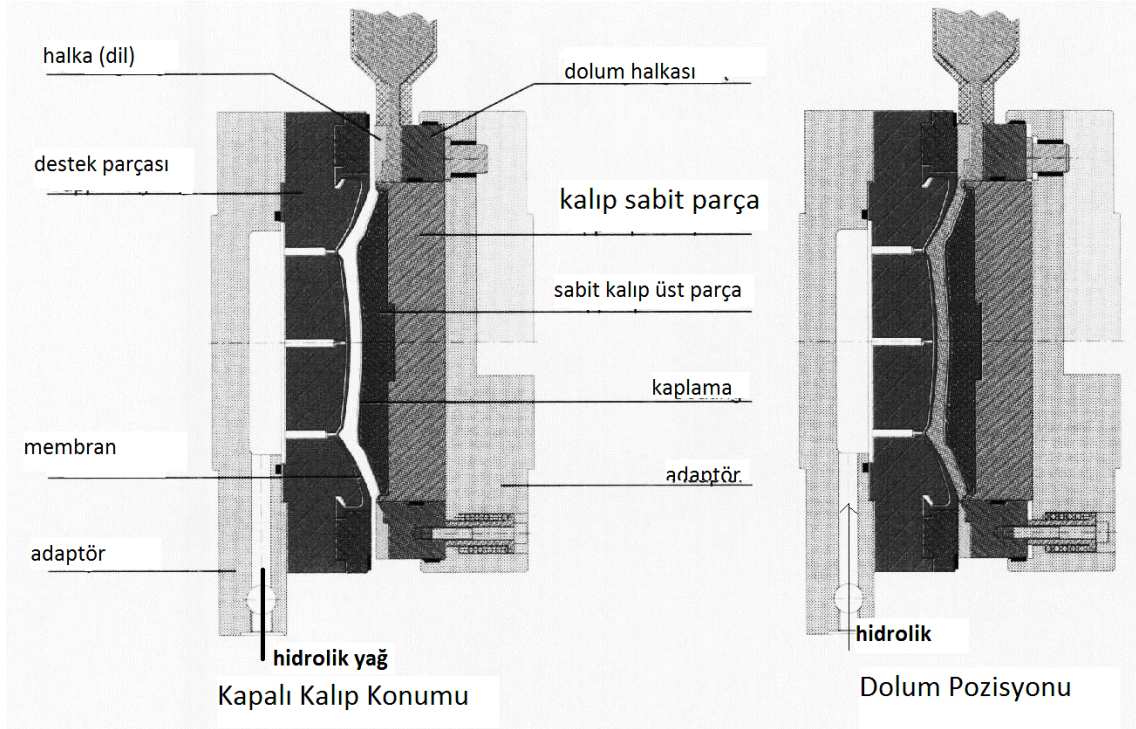 halka (dil)
dolum halkası
destek parçası
kalıp sabit parça
sabit kalıp üst parça
kaplama
membran
adaptör
adaptör
hidrolik yağ
Kapalı Kalıp Konumu
hidrolik
Dolum Pozisyonu